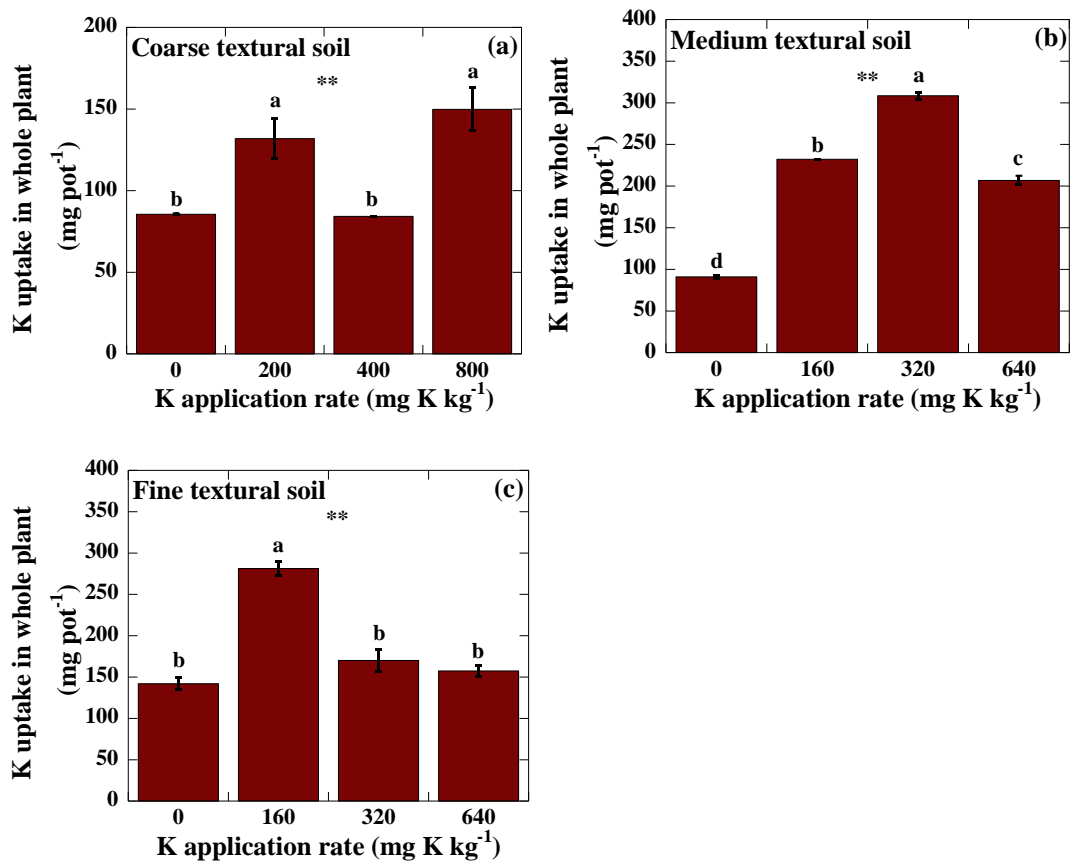 Coarse textural soil (a)
**
K uptake in whole plant
(mg pot-1)
200
150
100
50
0
b a b a
0 200 400 800
K application rate (mg K kg-1)
Medium textural soil (b)
**
K uptake in whole plant
(mg pot-1)
400
350
300
250
200
150
100
50
0
d b a c
0 160 320 640
K application rate (mg K kg-1)
Fine textural soil (c)
**
K uptake in whole plant
(mg pot-1)
400
350
300
250
200
150
100
50
0
b a b b
0 160 320 640
K application rate (mg K kg-1)